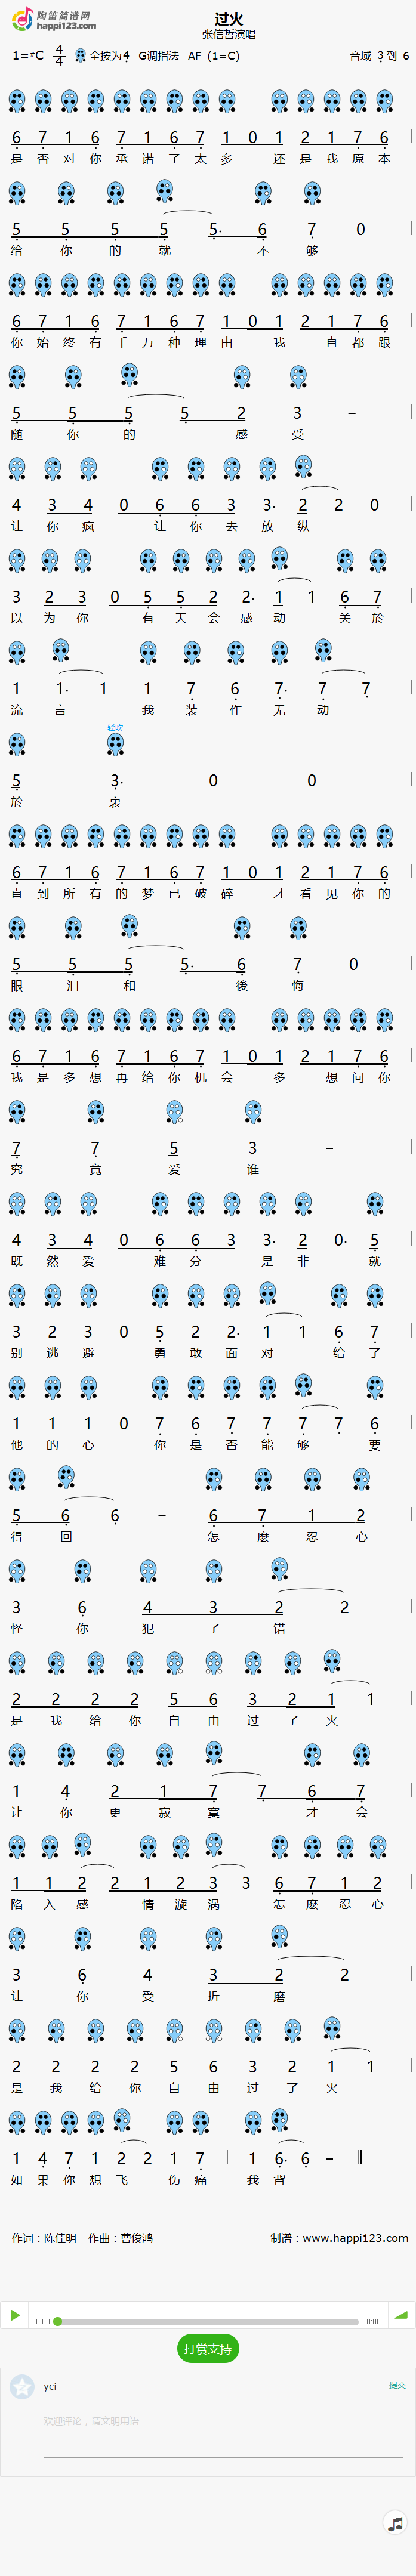 陶笛简谱网
happi123.com
过火
张信哲演唱
1=#C 4/4 全按为4 G调指法 AF (1=C) 音域 3 到 6
6 7 1 6 7 1 6 7 1 0 1 2 1 7 6 |
是 否 对 你 承 诺 了 太 多 还 是 我 原 本
5 5 5 5 5. 6 7 0 |
给 你 的 就 不 够
6 7 1 6 7 1 6 7 1 0 1 2 1 7 6 |
你 始 终 有 千 万 种 理 由 我 一 直 都 跟
5 5 5 5 2 3 – |
随 你 的 感 受
4 3 4 0 6 6 3 3. 2 2 0 |
让 你 疯 让 你 去 放 纵
3 2 3 0 5 5 2 2. 1 1 6 7 |
以 为 你 有 天 会 感 动 关 於
1 1. 1 1 7 6 7. 7 7 |
流 言 我 装 作 无 动
轻吹
5 3. 0 0 |
於 衷
6 7 1 6 7 1 6 7 1 0 1 2 1 7 6 |
直 到 所 有 的 梦 已 破 碎 才 看 见 你 的
5 5 5 5. 6 7 0 |
眼 泪 和 後 悔
6 7 1 6 7 1 6 7 1 0 1 2 1 7 6 |
我 是 多 想 再 给 你 机 会 多 想 问 你
7 7 5 3 – |
究 竟 爱 谁
4 3 4 0 6 6 3 3. 2 0. 5 |
既 然 爱 难 分 是 非 就
3 2 3 0 5 2 2. 1 1 6 7 |
别 逃 避 勇 敢 面 对 给 了
1 1 1 0 7 6 7 7 7 7 6 |
他 的 心 你 是 否 能 够 要
5 6 6 – 6 7 1 2 |
得 回 怎 麽 忍 心
3 6 4 3 2 2 |
怪 你 犯 了 错
2 2 2 2 5 6 3 2 1 1 |
是 我 给 你 自 由 过 了 火
1 4 2 1 7 7 6 7 |
让 你 更 寂 寞 才 会
1 1 2 2 1 2 3 3 6 7 1 2 |
陷 入 感 情 漩 涡 怎 麽 忍 心
3 6 4 3 2 2 |
让 你 受 折 磨
2 2 2 2 5 6 3 2 1 1 |
是 我 给 你 自 由 过 了 火
1 4 7 1 2 2 1 7 | 1 6. 6 – ‖
如 果 你 想 飞 伤 痛 我 背
作词：陈佳明 作曲：曹俊鸿 制谱：www.happi123.com
0:00 0:00
打赏支持
yci 提交
欢迎评论，请文明用语